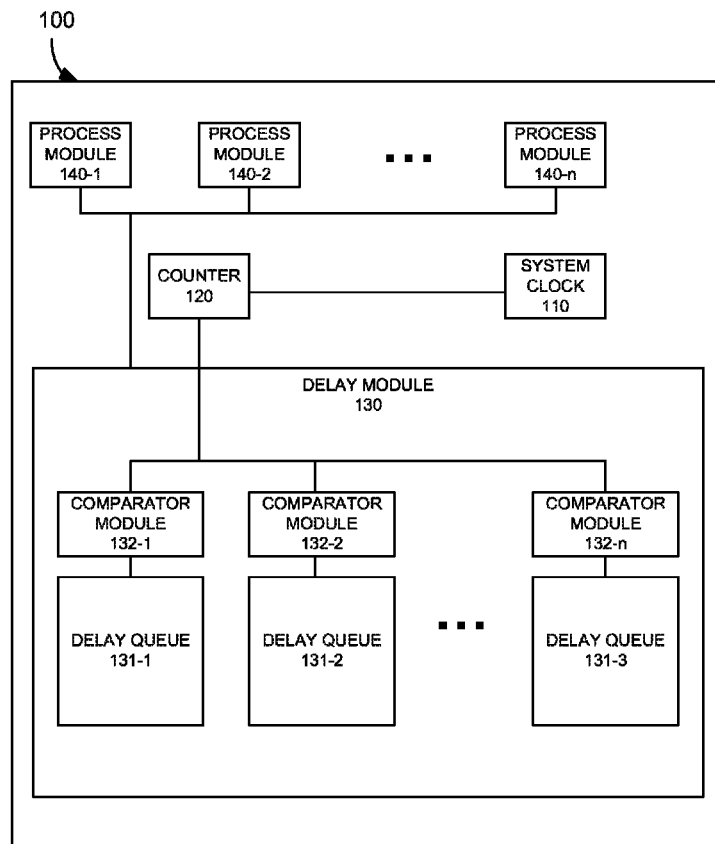 100
PROCESS
MODULE
140-1
PROCESS
MODULE
140-2
PROCESS
MODULE
140-n
COUNTER
120
SYSTEM
CLOCK
110
DELAY MODULE
130
COMPARATOR
MODULE
132-1
COMPARATOR
MODULE
132-2
COMPARATOR
MODULE
132-n
DELAY QUEUE
131-1
DELAY QUEUE
131-2
DELAY QUEUE
131-3